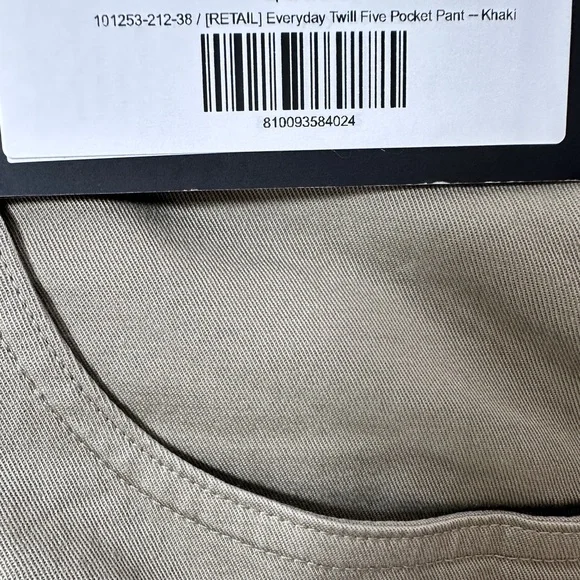 101253-212-38 / [RETAIL] Everyday Twill Five Pocket Pant -- Khaki
810093584024